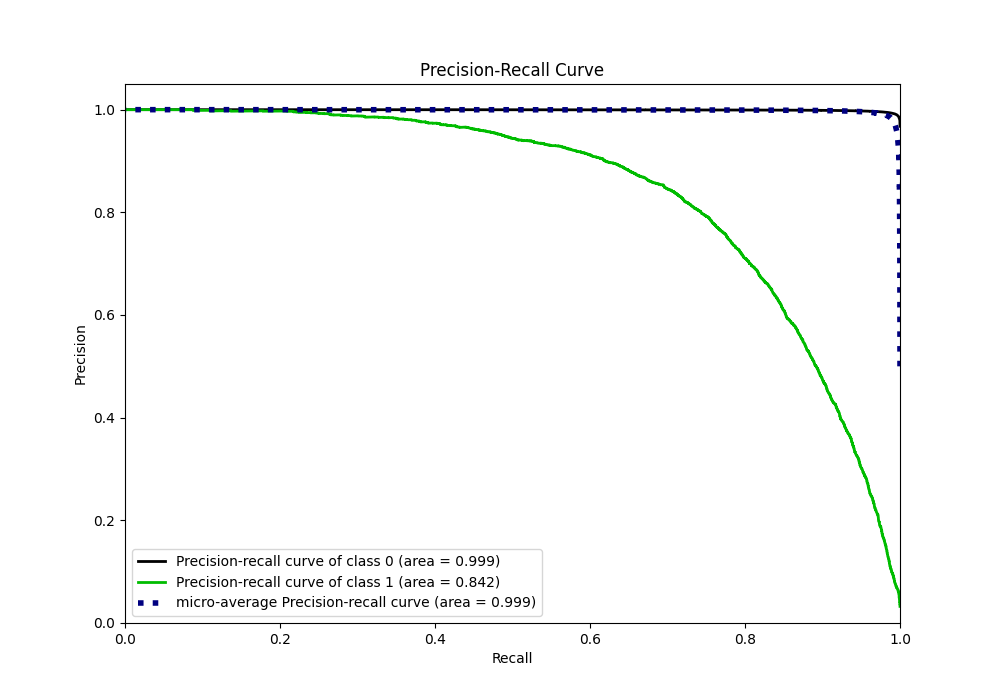 Precision-Recall Curve
1.0
0.8
0.6
0.4
0.2
0.0
Precision
Precision-recall curve of class 0 (area = 0.999)
Precision-recall curve of class 1 (area = 0.842)
micro-average Precision-recall curve (area = 0.999)
0.0 0.2 0.4 0.6 0.8 1.0
Recall